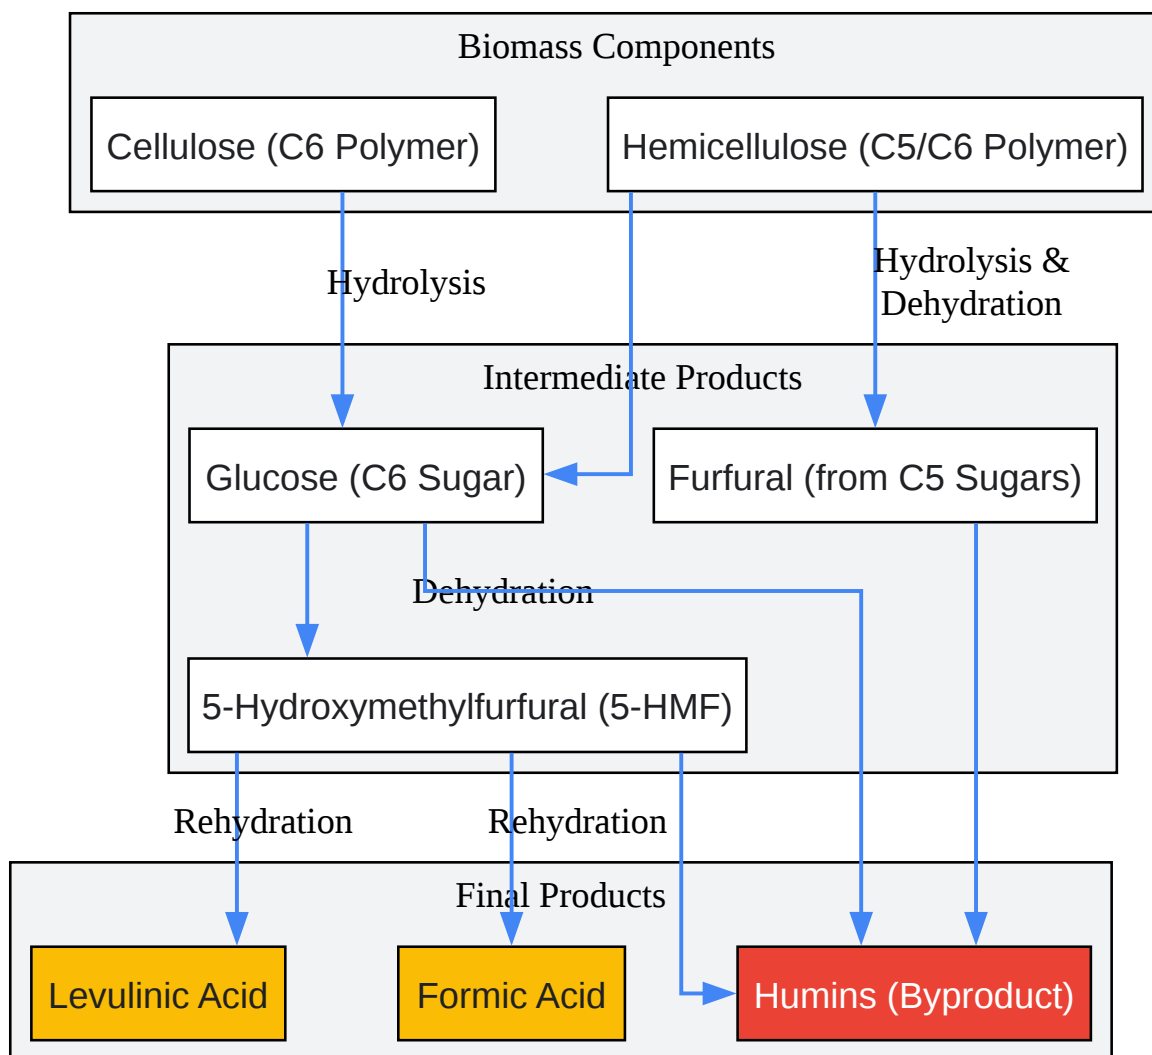 Biomass Components
Cellulose (C6 Polymer)
Hemicellulose (C5/C6 Polymer)
Hydrolysis
Hydrolysis &
Dehydration
Intermediate Products
Glucose (C6 Sugar)
Furfural (from C5 Sugars)
Dehydration
5-Hydroxymethylfurfural (5-HMF)
Rehydration
Rehydration
Final Products
Levulinic Acid
Formic Acid
Humins (Byproduct)